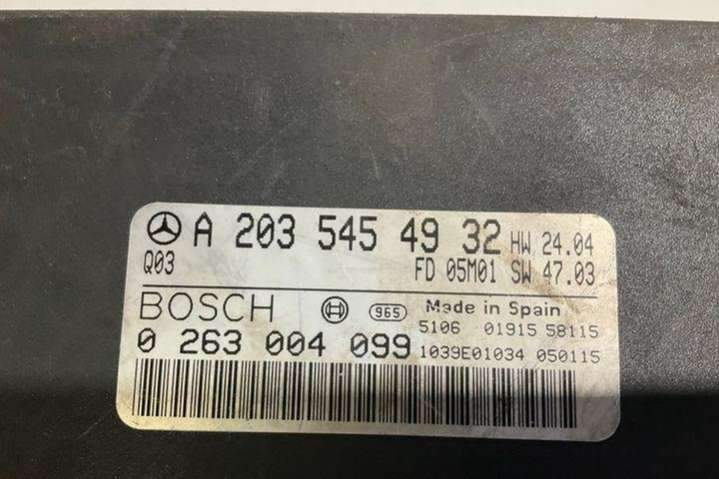 A 203 545 49 32 HW 24.04
Q03 FD 05M01 SW 47.03
BOSCH 965 Made in Spain
5106 01915 58115
0 263 004 099 1039E01034 050115